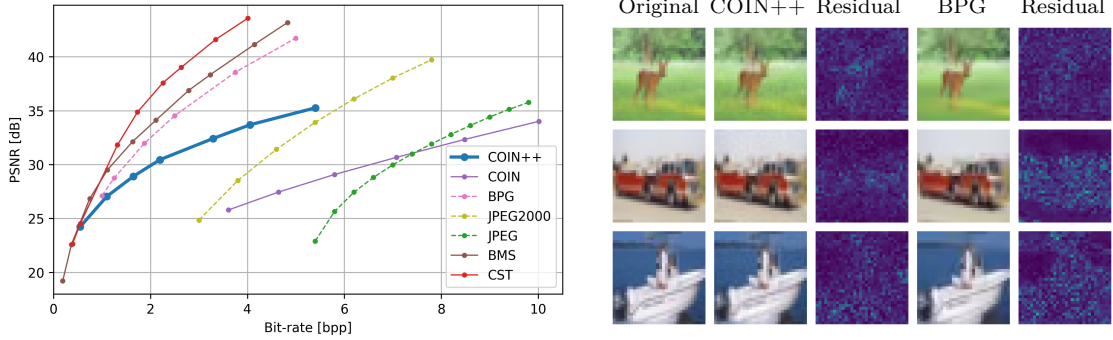 Original COIN++ Residual BPG Residual
PSNR [dB]
40
35
30
25
20
0 2 4 6 8 10
Bit-rate [bpp]
COIN++
COIN
BPG
JPEG2000
JPEG
BMS
CST